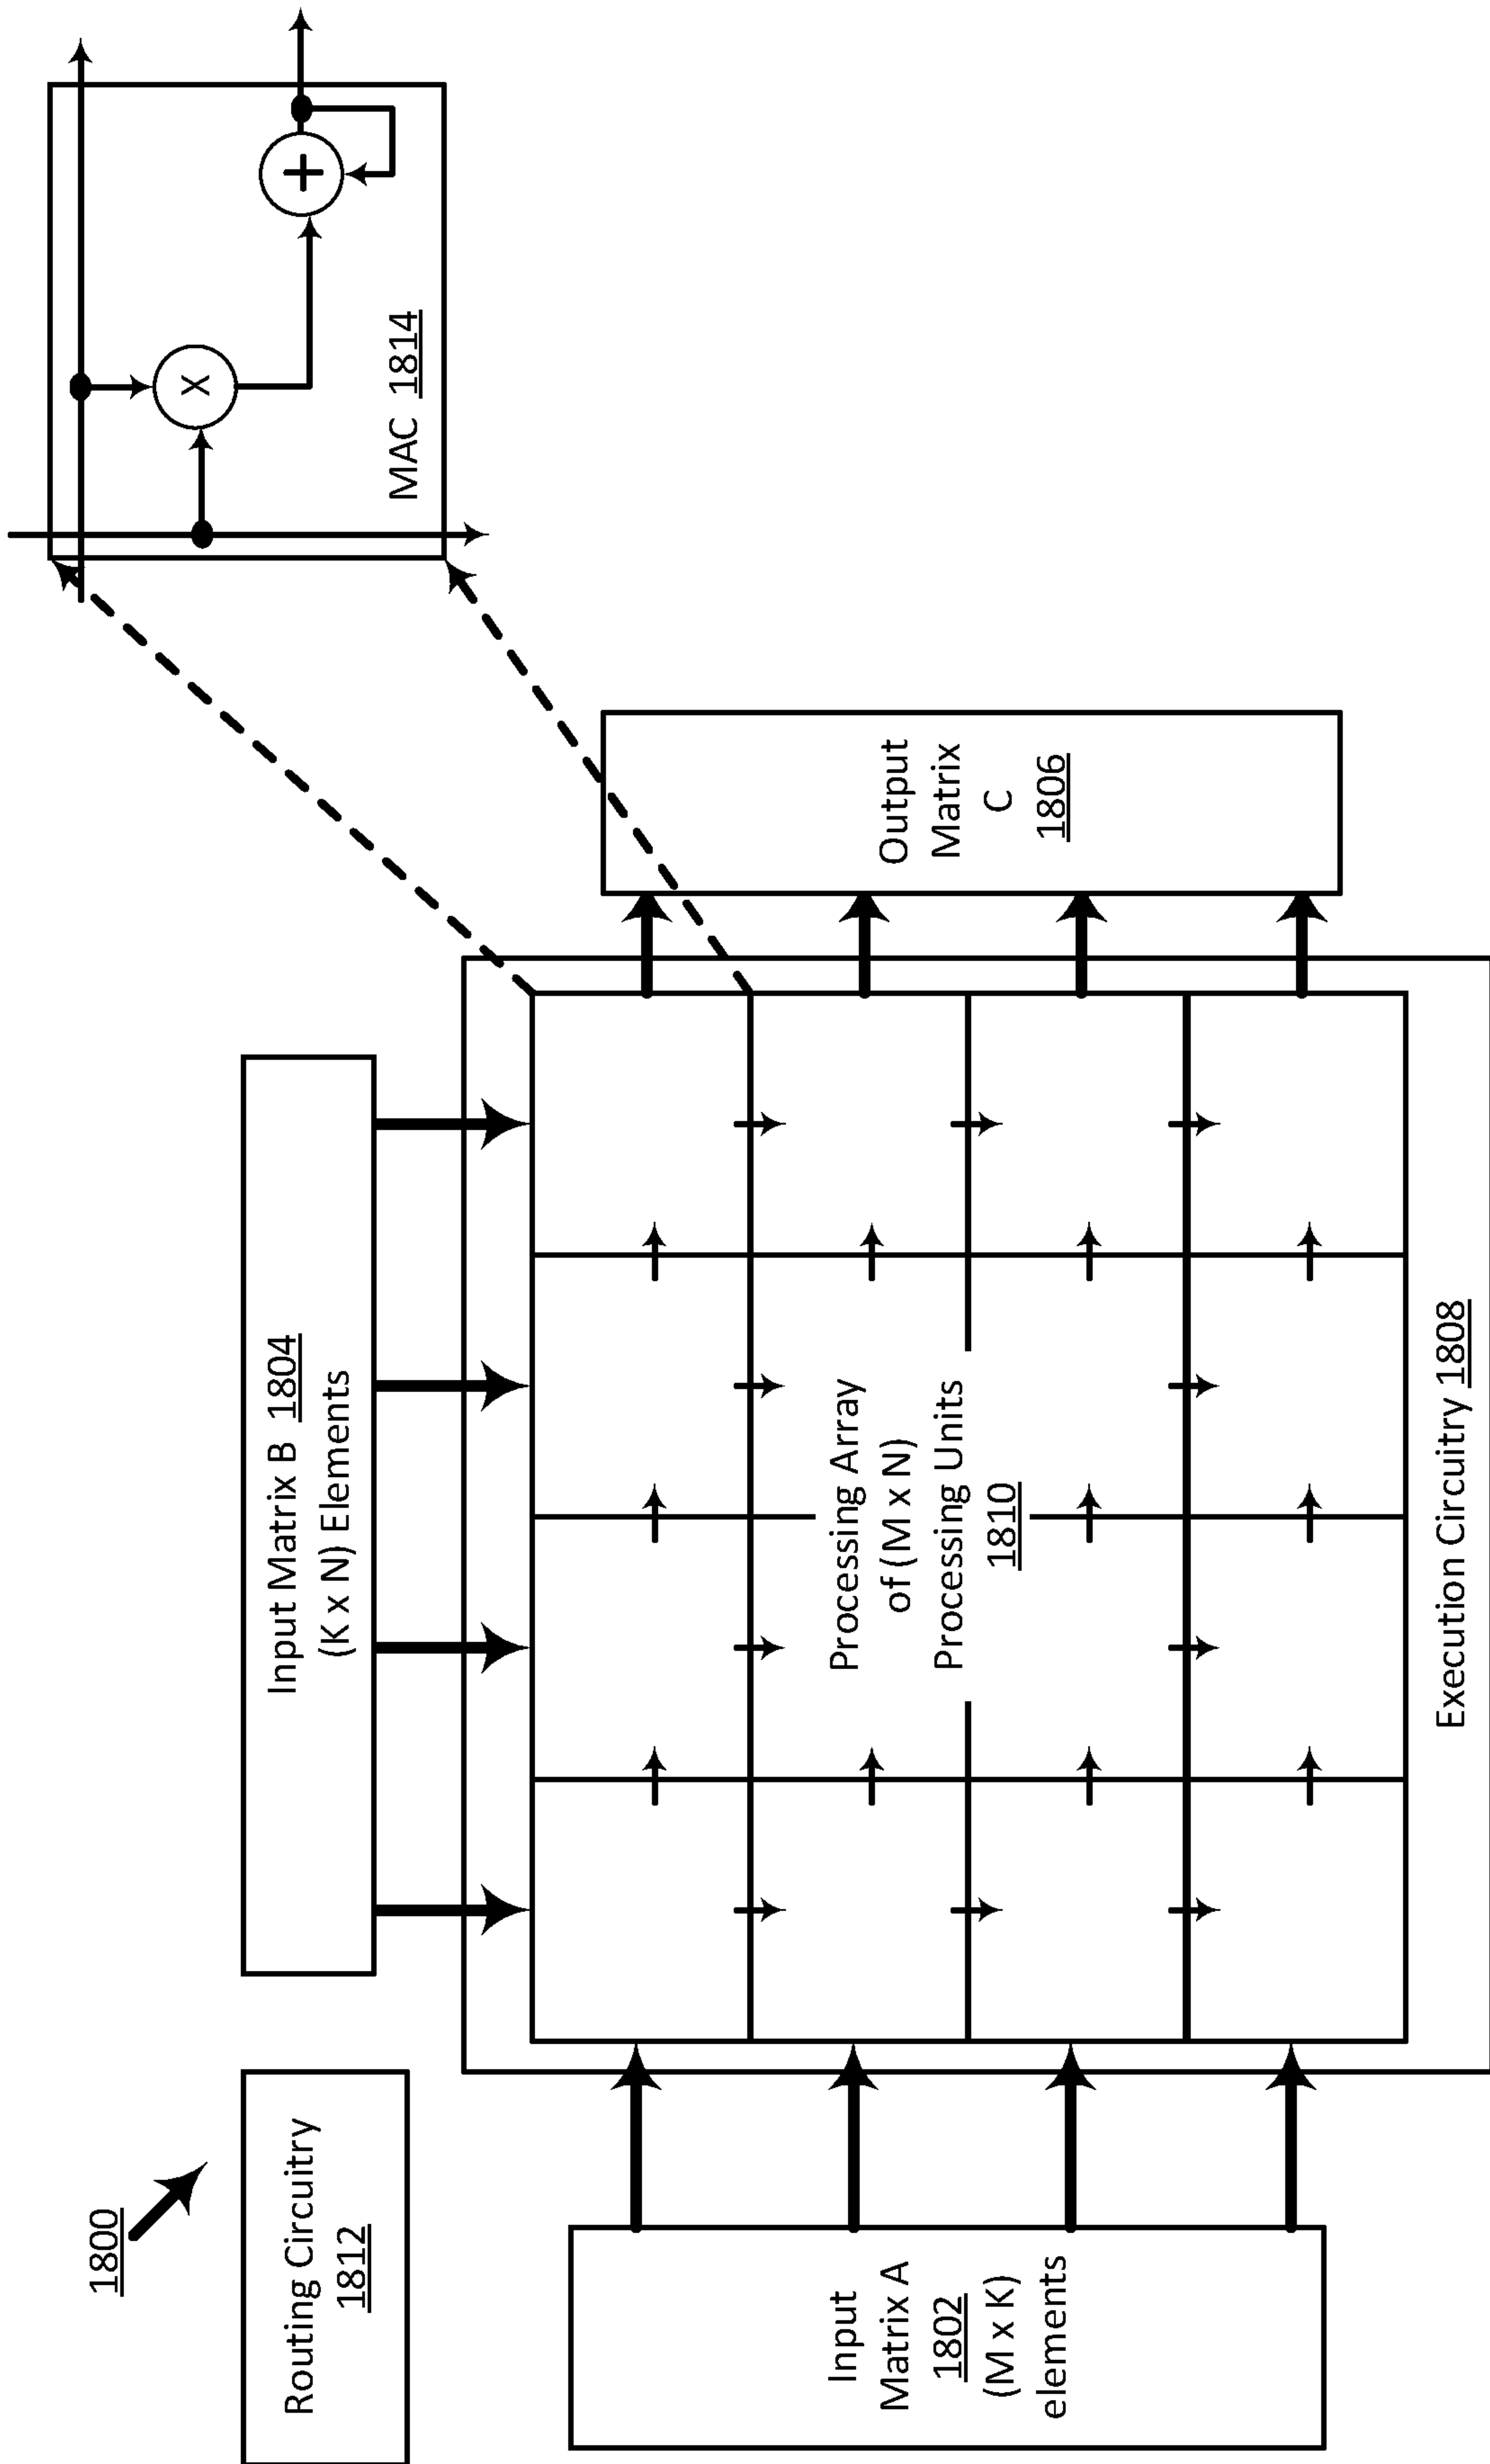 1800
Routing Circuitry
1812
Input Matrix B 1804
(K x N) Elements
Input
Matrix A
1802
(M x K)
elements
Processing Array
of (M x N)
Processing Units
1810
Execution Circuitry 1808
Output
Matrix
C
1806
X
+
MAC 1814